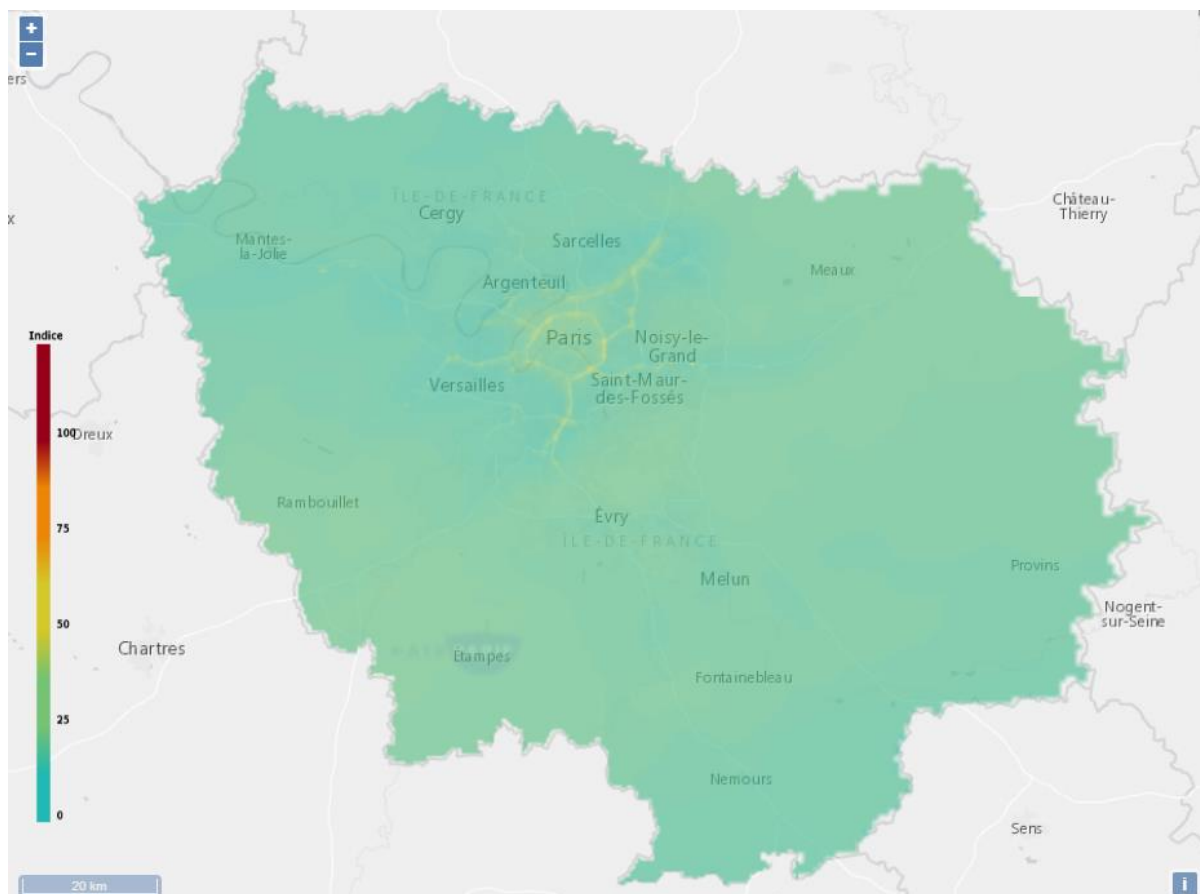 +
−
ers
x
ÎLE-DE-FRANCE
Cergy
Château-
Thierry
Mantes-
la-Jolie
Sarcelles
Meaux
Argenteuil
Indice
Paris
Noisy-le-
Grand
Versailles
Saint-Maur-
des-Fossés
100
Dreux
Rambouillet
75
Évry
ÎLE-DE-FRANCE
Provins
Melun
Nogent-
sur-Seine
50
Chartres
Étampes
Fontainebleau
25
Nemours
0
Sens
20 km
i